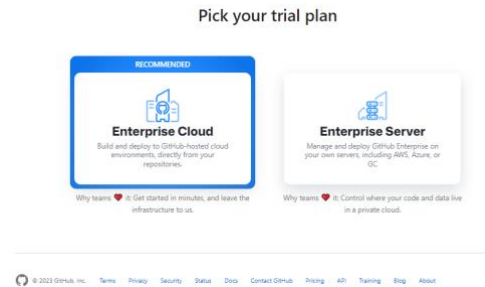 Pick your trial plan
RECOMMENDED
Enterprise Cloud
Build and deploy to GitHub-hosted cloud
environments, directly from your
repositories.
Why teams ❤ it: Get started in minutes, and leave the
infrastructure to us.
Enterprise Server
Manage and deploy GitHub Enterprise on
your own servers, including AWS, Azure, or
GC
Why teams ❤ it: Control where your code and data live
in a private cloud.
© 2023 GitHub, Inc. Terms Privacy Security Status Docs Contact GitHub Pricing API Training Blog About